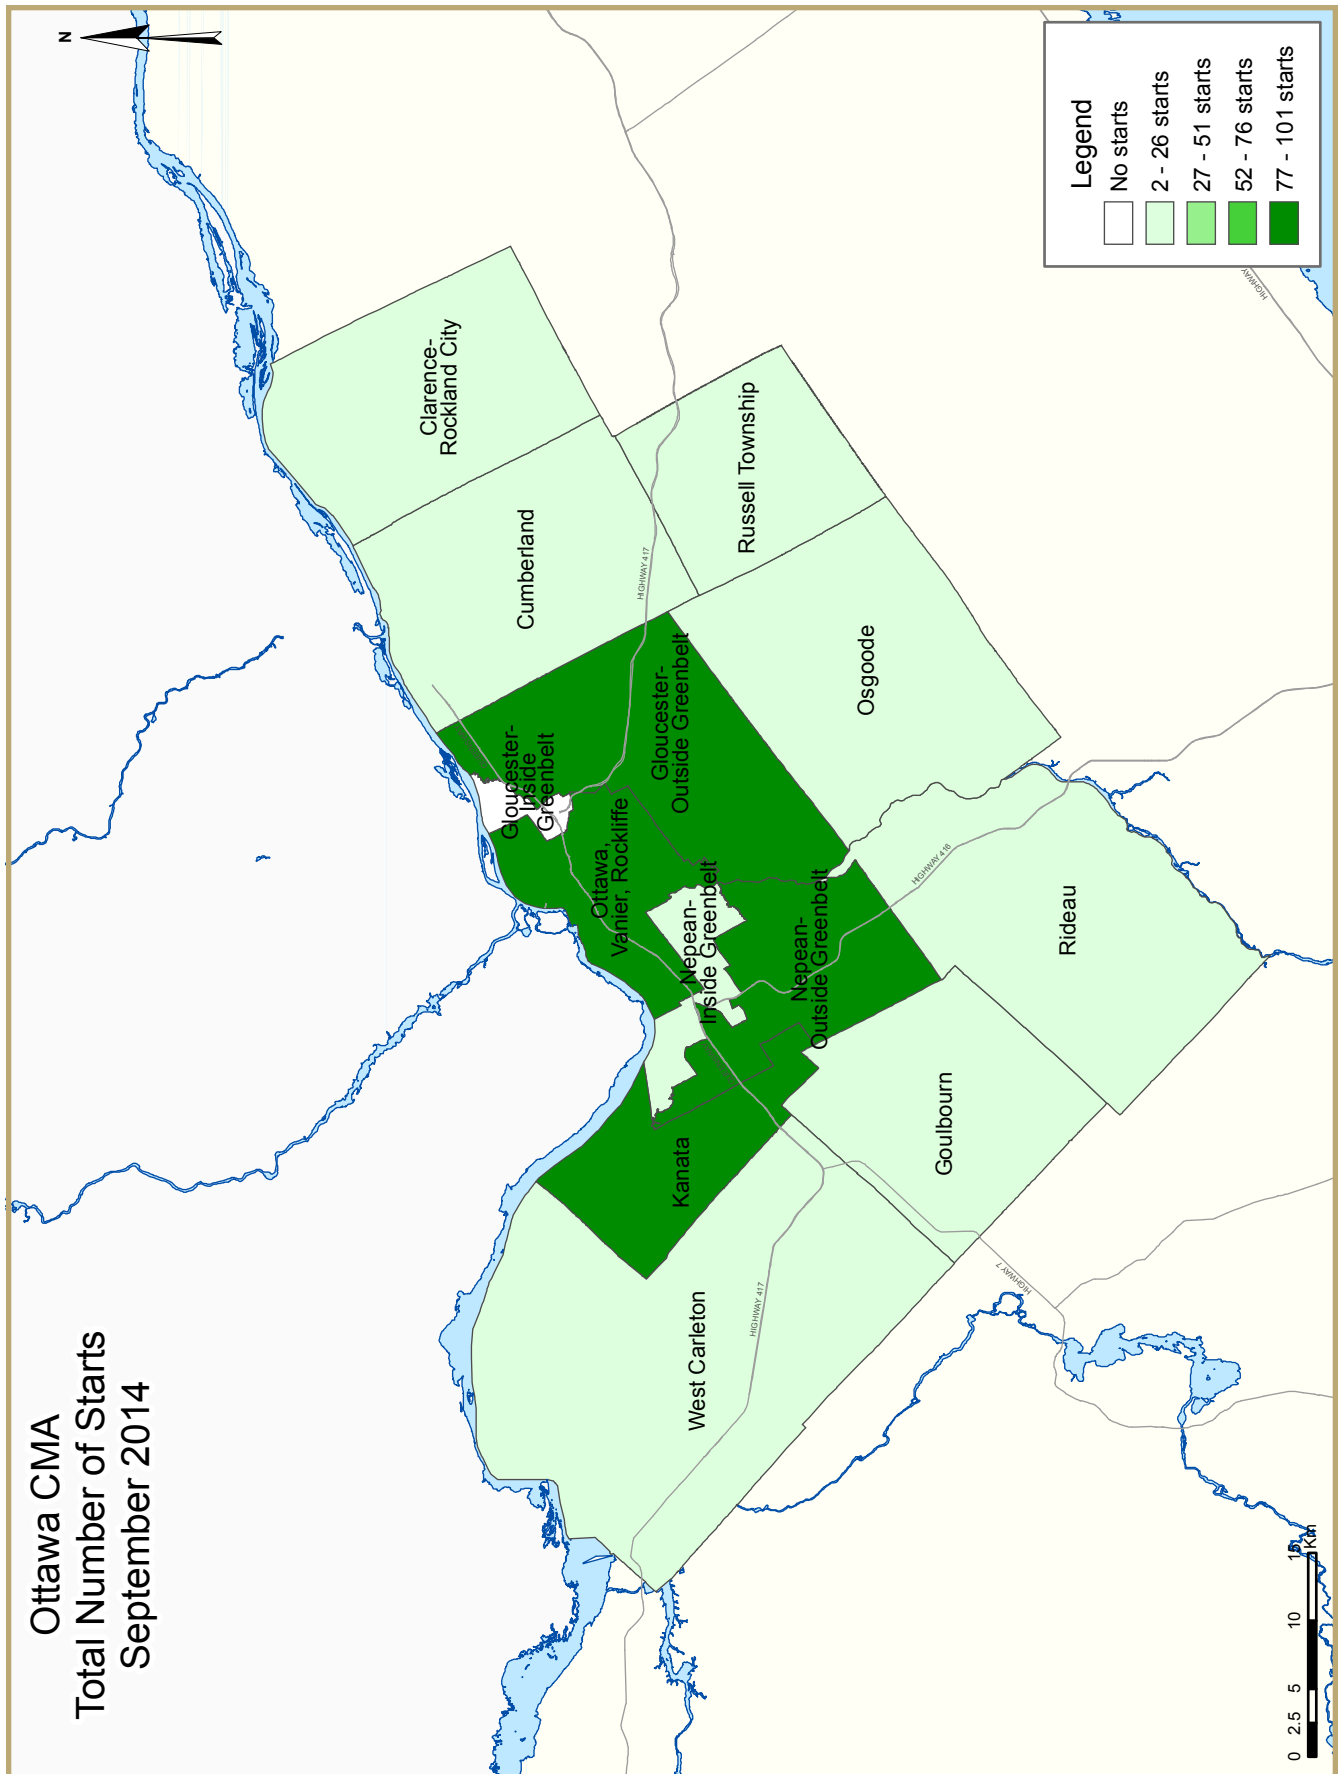 Ottawa CMA
Total Number of Starts
September 2014
N
West Carleton
Kanata
Goulbourn
Rideau
Nepean-
Inside Greenbelt
Nepean-
Outside Greenbelt
Ottawa,
Vanier, Rockliffe
Gloucester-
Inside
Greenbelt
Gloucester-
Outside Greenbelt
Osgoode
Cumberland
Russell Township
Clarence-
Rockland City
HIGHWAY 417
HIGHWAY 7
HIGHWAY 416
HIGHWAY 417
HIGHWAY
Legend
No starts
2 - 26 starts
27 - 51 starts
52 - 76 starts
77 - 101 starts
0 2.5 5 10 15
Km